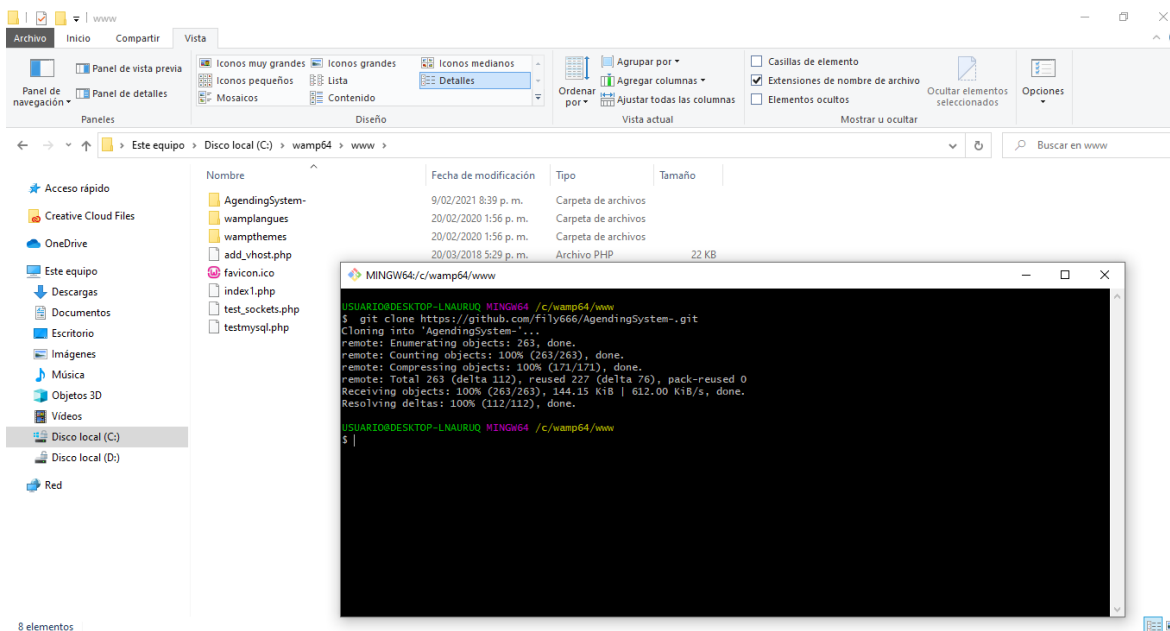 www
Archivo Inicio Compartir Vista
Panel de navegación
Panel de vista previa
Panel de detalles
Paneles
Iconos muy grandes Iconos grandes Iconos medianos
Iconos pequeños Lista Detalles
Mosaicos Contenido
Diseño
Ordenar por
Agrupar por
Agregar columnas
Ajustar todas las columnas
Vista actual
Casillas de elemento
Extensiones de nombre de archivo
Elementos ocultos
Ocultar elementos seleccionados
Mostrar u ocultar
Opciones
Este equipo > Disco local (C:) > wamp64 > www >
Buscar en www
Acceso rápido
Creative Cloud Files
OneDrive
Este equipo
Descargas
Documentos
Escritorio
Imágenes
Música
Objetos 3D
Vídeos
Disco local (C:)
Disco local (D:)
Red
Nombre Fecha de modificación Tipo Tamaño
AgendingSystem- 9/02/2021 8:39 p. m. Carpeta de archivos
wamplangues 20/02/2020 1:56 p. m. Carpeta de archivos
wampthemes 20/02/2020 1:56 p. m. Carpeta de archivos
add_vhost.php 20/03/2018 5:29 p. m. Archivo PHP 22 KB
favicon.ico
index1.php
test_sockets.php
testmysql.php
MINGW64:/c/wamp64/www
USUARIO@DESKTOP-LNAURUQ MINGW64 /c/wamp64/www
$ git clone https://github.com/fily666/AgendingSystem-.git
Cloning into 'AgendingSystem-'...
remote: Enumerating objects: 263, done.
remote: Counting objects: 100% (263/263), done.
remote: Compressing objects: 100% (171/171), done.
remote: Total 263 (delta 112), reused 227 (delta 76), pack-reused 0
Receiving objects: 100% (263/263), 144.15 KiB | 612.00 KiB/s, done.
Resolving deltas: 100% (112/112), done.
USUARIO@DESKTOP-LNAURUQ MINGW64 /c/wamp64/www
$
8 elementos